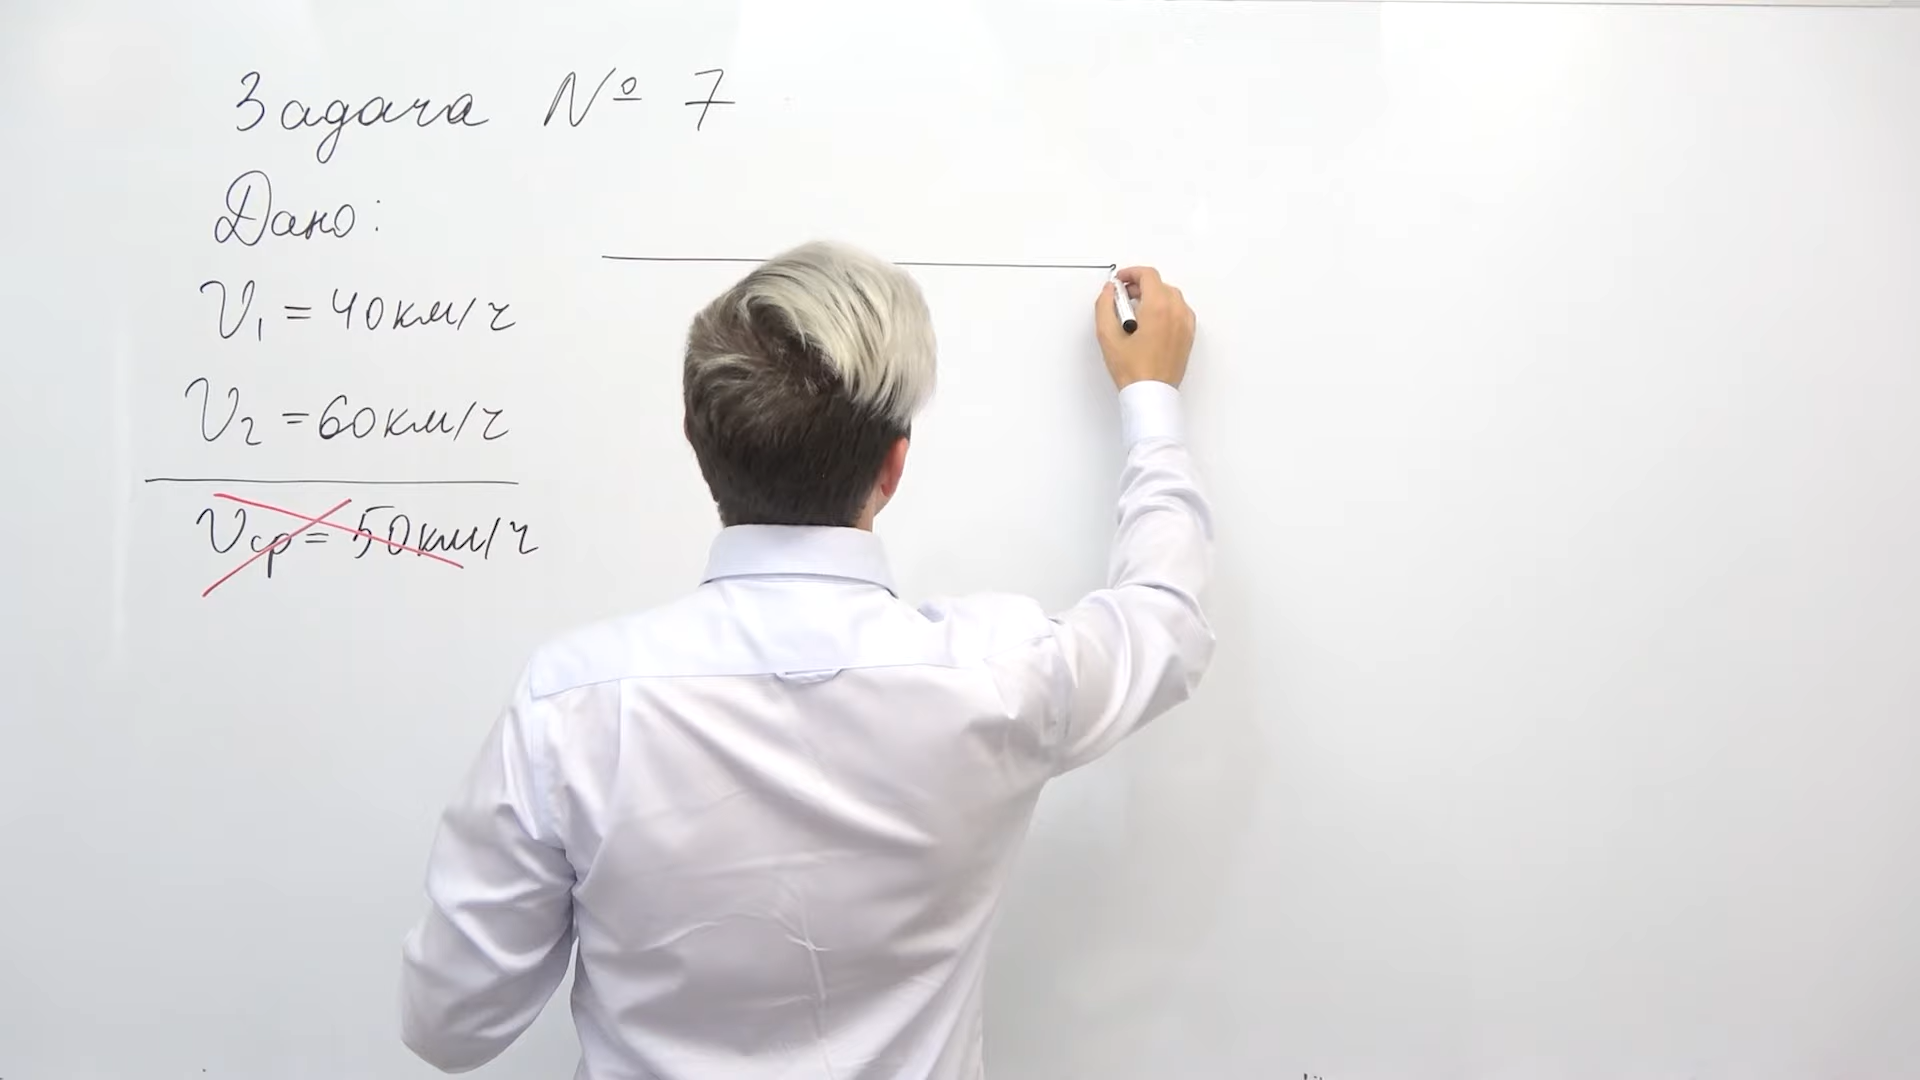 Задача № 7
Дано:
V₁ = 40км/ч
V₂ = 60км/ч
Vср = 50км/ч